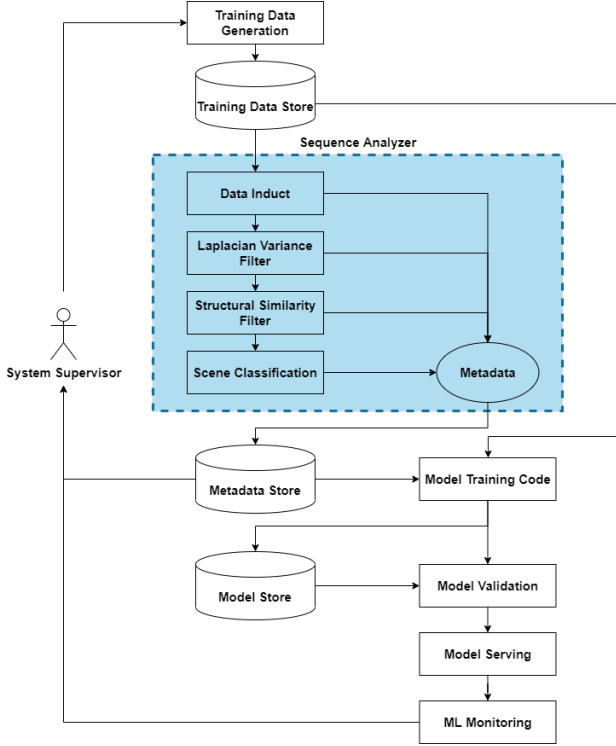 Training Data
Generation
Training Data Store
Sequence Analyzer
Data Induct
Laplacian Variance
Filter
Structural Similarity
Filter
System Supervisor
Scene Classification
Metadata
Metadata Store
Model Training Code
Model Store
Model Validation
Model Serving
ML Monitoring